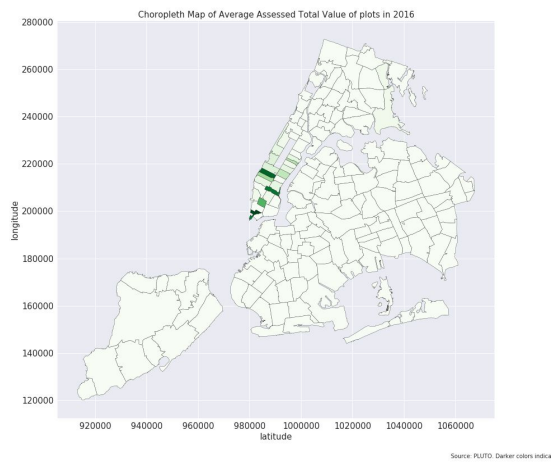 Choropleth Map of Average Assessed Total Value of plots in 2016
280000
260000
240000
220000
200000
180000
160000
140000
120000
longitude
920000 940000 960000 980000 1000000 1020000 1040000 1060000
latitude
Source: PLUTO. Darker colors indica